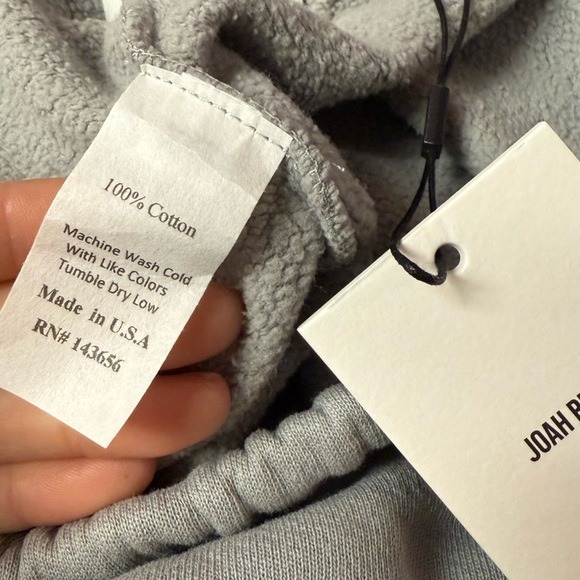 100% Cotton
Machine Wash Cold
With Like Colors
Tumble Dry Low
Made in U.S.A
RN# 143656
JOAH